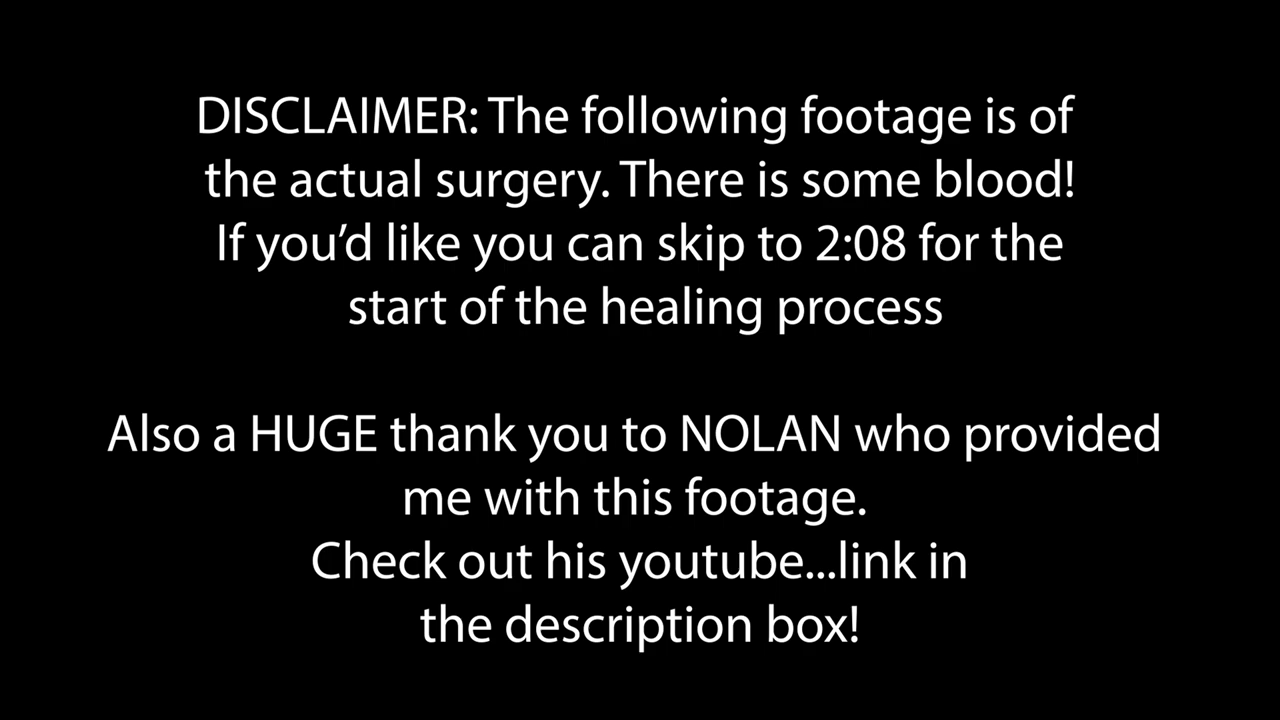 DISCLAIMER: The following footage is of
the actual surgery. There is some blood!
If you’d like you can skip to 2:08 for the
start of the healing process
Also a HUGE thank you to NOLAN who provided
me with this footage.
Check out his youtube...link in
the description box!